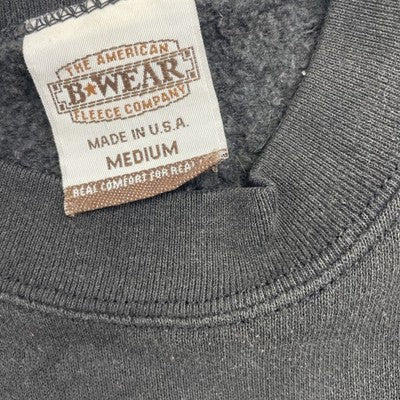 THE AMERICAN
B★WEAR
FLEECE COMPANY
MADE IN U.S.A.
MEDIUM
REAL COMFORT FOR REAL